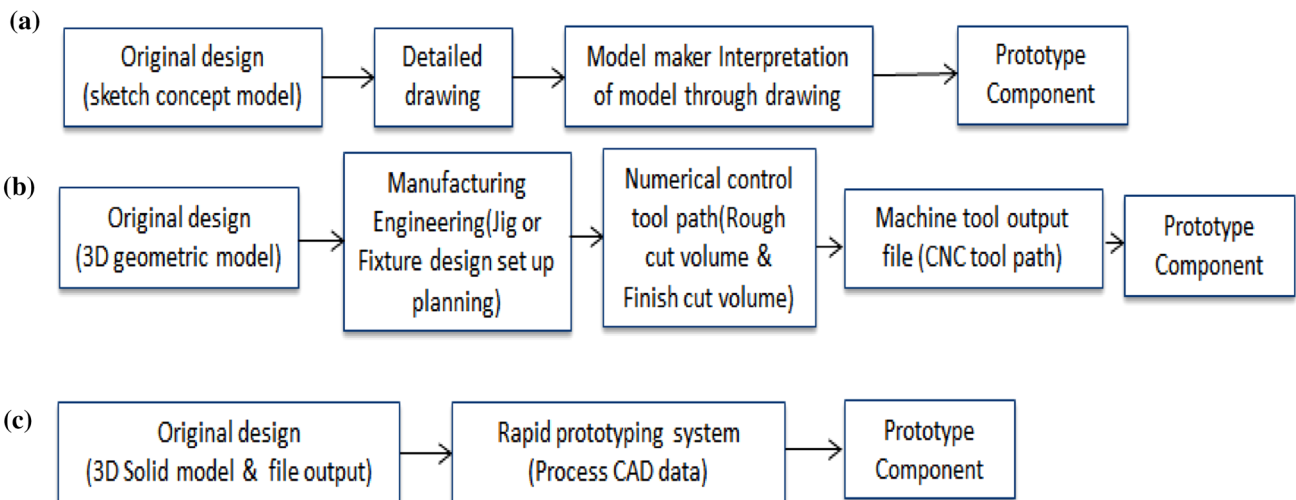 (a)
Original design
(sketch concept model)
Detailed
drawing
Model maker Interpretation
of model through drawing
Prototype
Component
(b)
Original design
(3D geometric model)
Manufacturing
Engineering(Jig or
Fixture design set up
planning)
Numerical control
tool path(Rough
cut volume &
Finish cut volume)
Machine tool output
file (CNC tool path)
Prototype
Component
(c)
Original design
(3D Solid model & file output)
Rapid prototyping system
(Process CAD data)
Prototype
Component